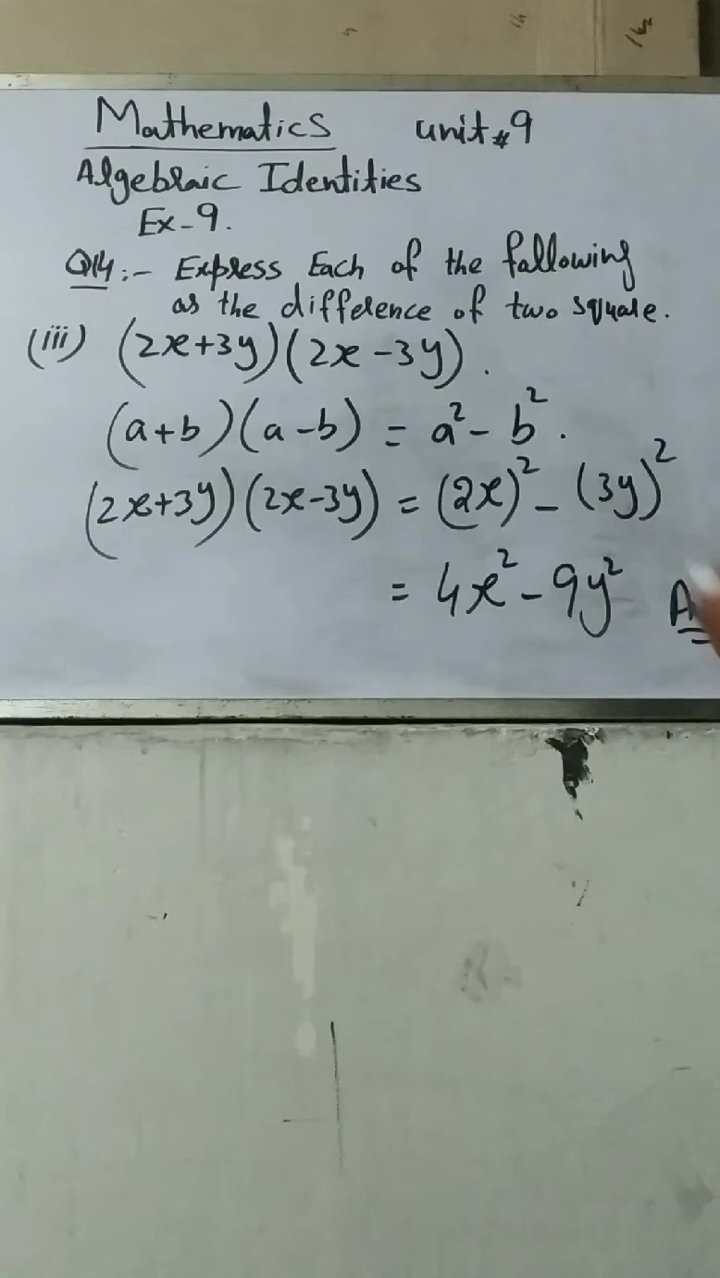 Mathematics unit#9
Algebraic Identities
Ex-9.
Q14:- Express Each of the following
as the difference of two square.
(iii) (2x+3y)(2x-3y).
(a+b)(a-b) = a²- b².
(2x+3y)(2x-3y) = (2x)² - (3y)²
= 4x² - 9y²